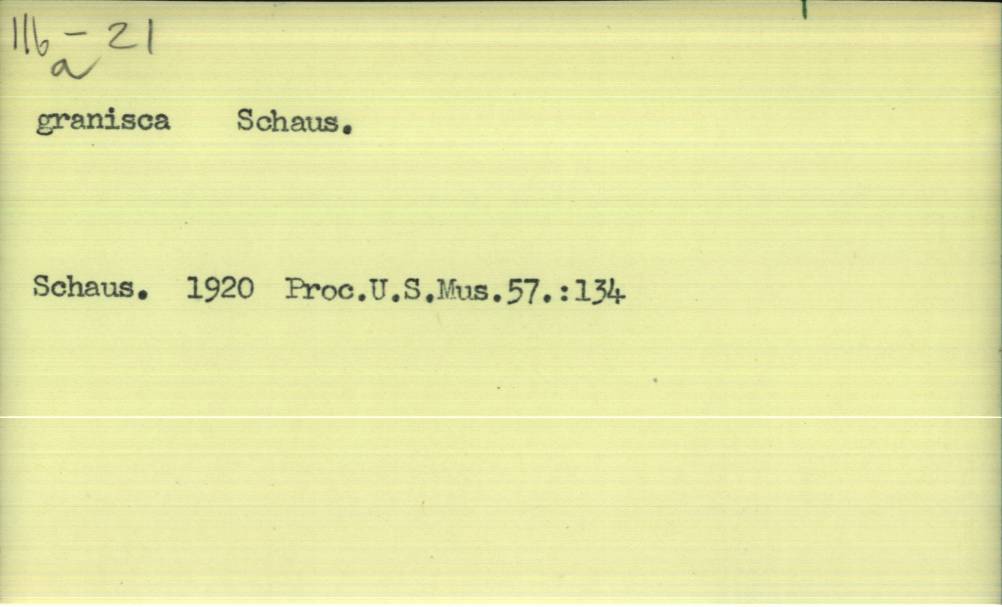 116 - 21
a
granisca Schaus.
Schaus. 1920 Proc.U.S.Mus.57.:134